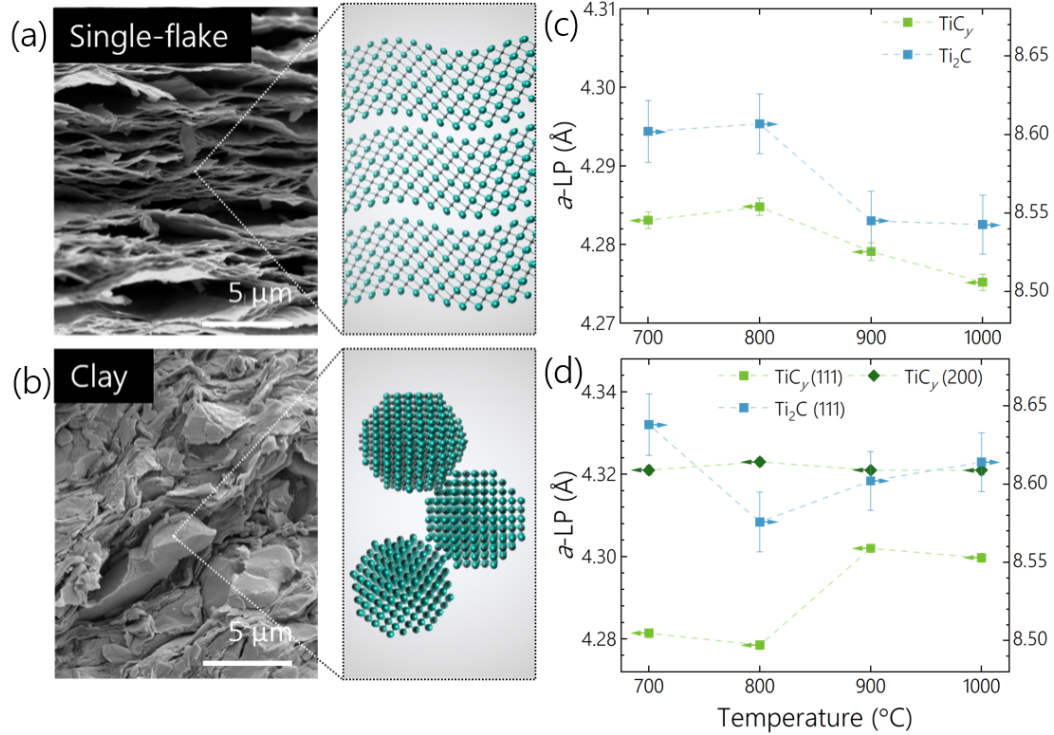 (a)
Single-flake
5 μm
(b)
Clay
5 μm
(c)
TiCy
Ti2C
a-LP (Å)
4.31
4.30
4.29
4.28
4.27
8.60
8.55
8.50
700
800
900
1000
(d)
TiCy (111)
TiCy (200)
Ti2C (111)
a-LP (Å)
4.34
4.32
4.30
4.28
8.65
8.60
8.55
8.50
700
800
900
1000
Temperature (°C)